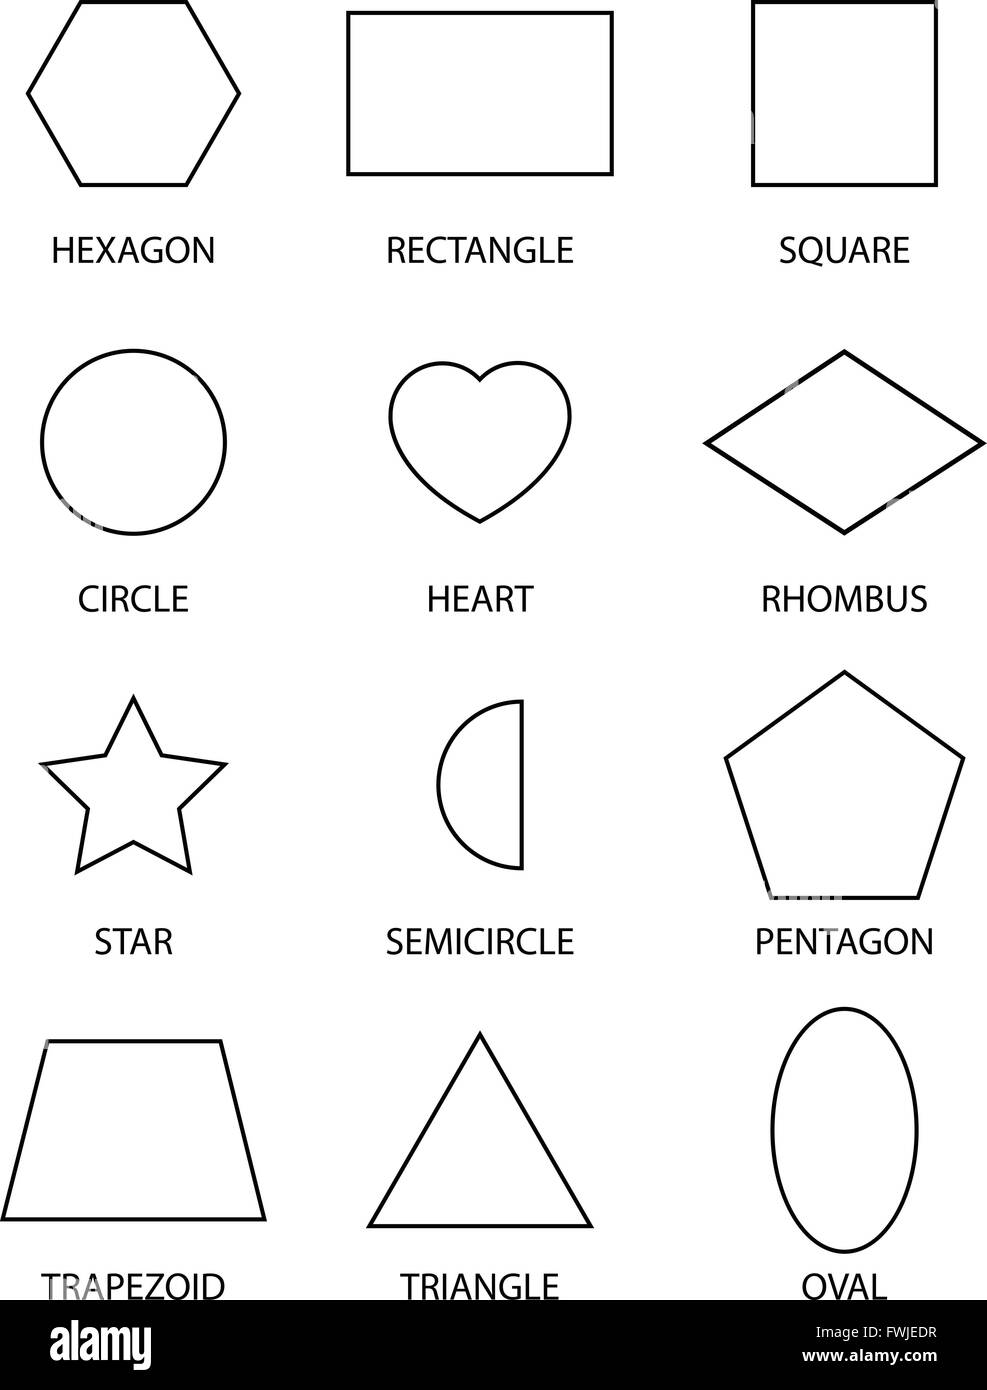 HEXAGON
RECTANGLE
SQUARE
CIRCLE
HEART
RHOMBUS
STAR
SEMICIRCLE
PENTAGON
TRAPEZOID
TRIANGLE
OVAL
alamy
Image ID: FWJEDR
www.alamy.com